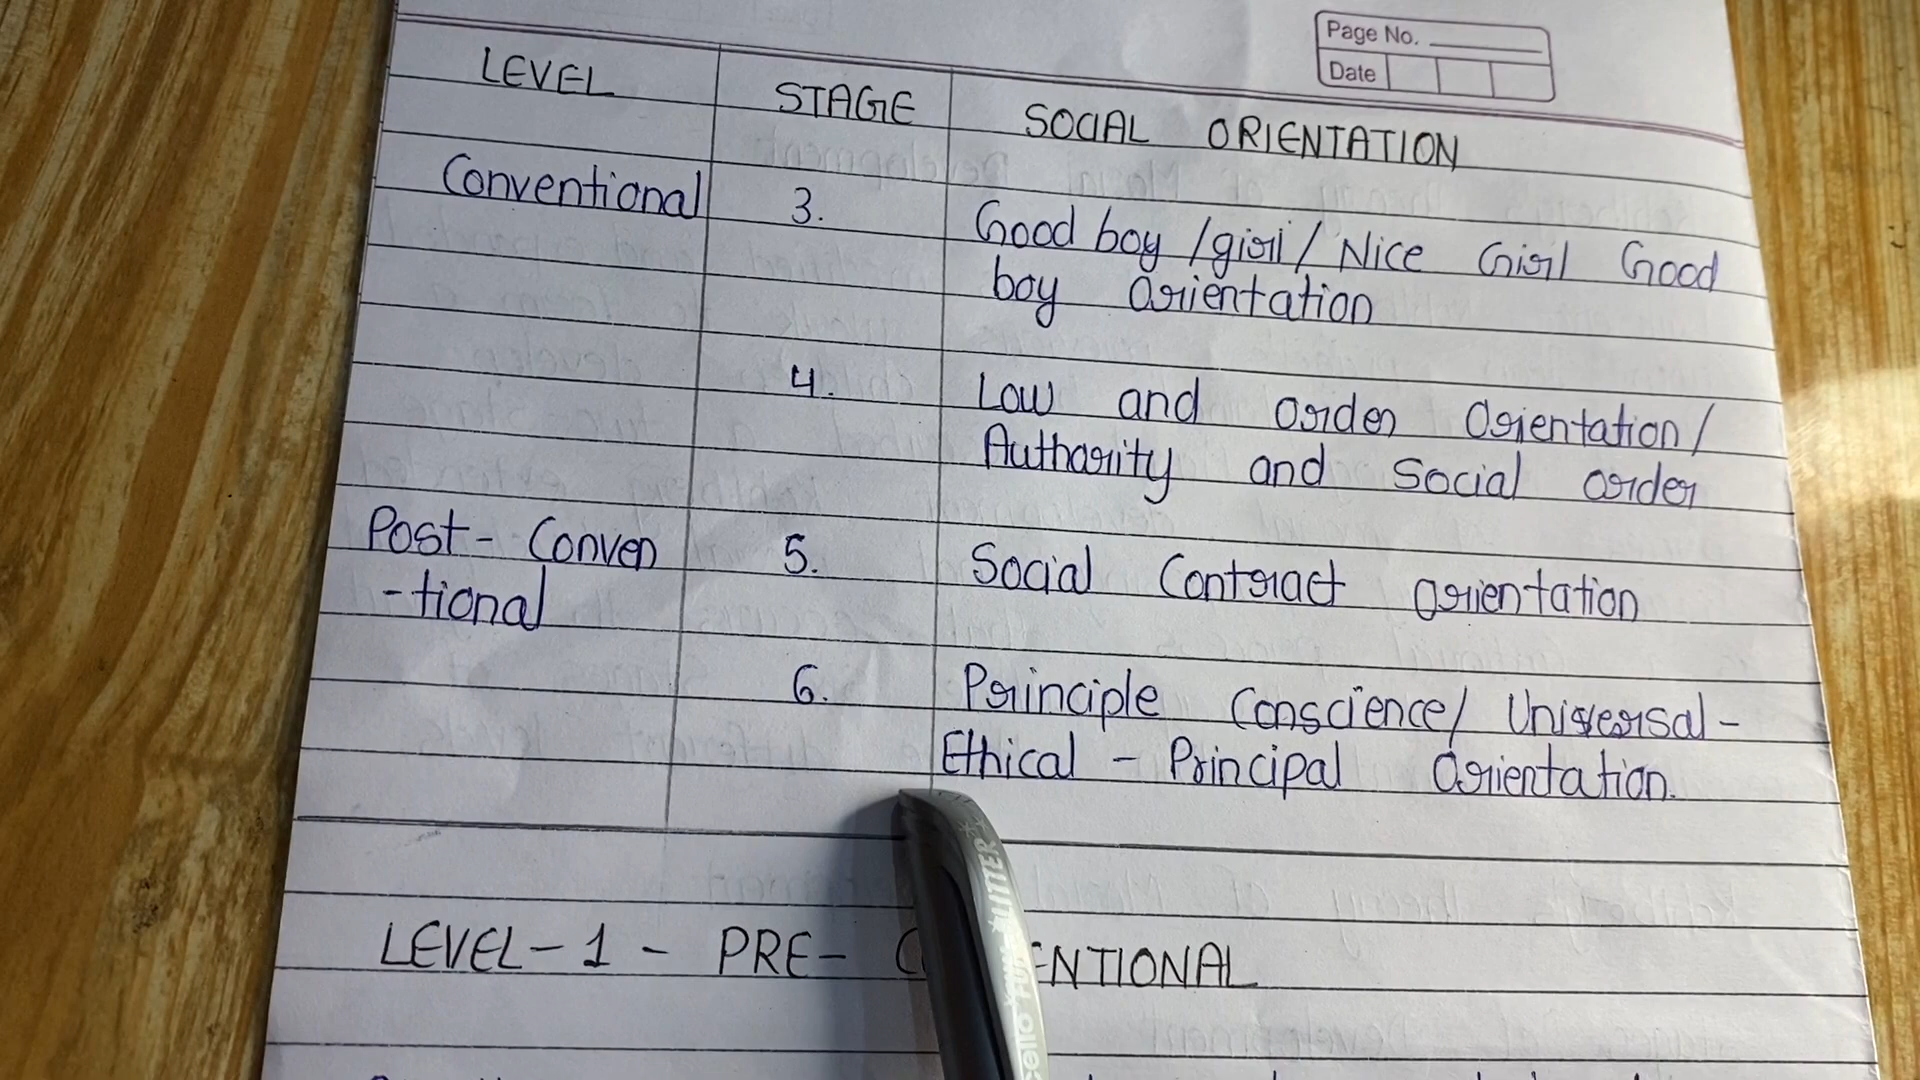 Page No.
Date
LEVEL STAGE SOCIAL ORIENTATION
Conventional 3. Good boy /girl / Nice Girl Good
boy Orientation
4. Law and order Orientation/
Authority and Social order
Post - Conven 5. Social Contract orientation
-tional
6. Principle Conscience/ Universal -
Ethical - Principal Orientation.
LEVEL - 1 - PRE-